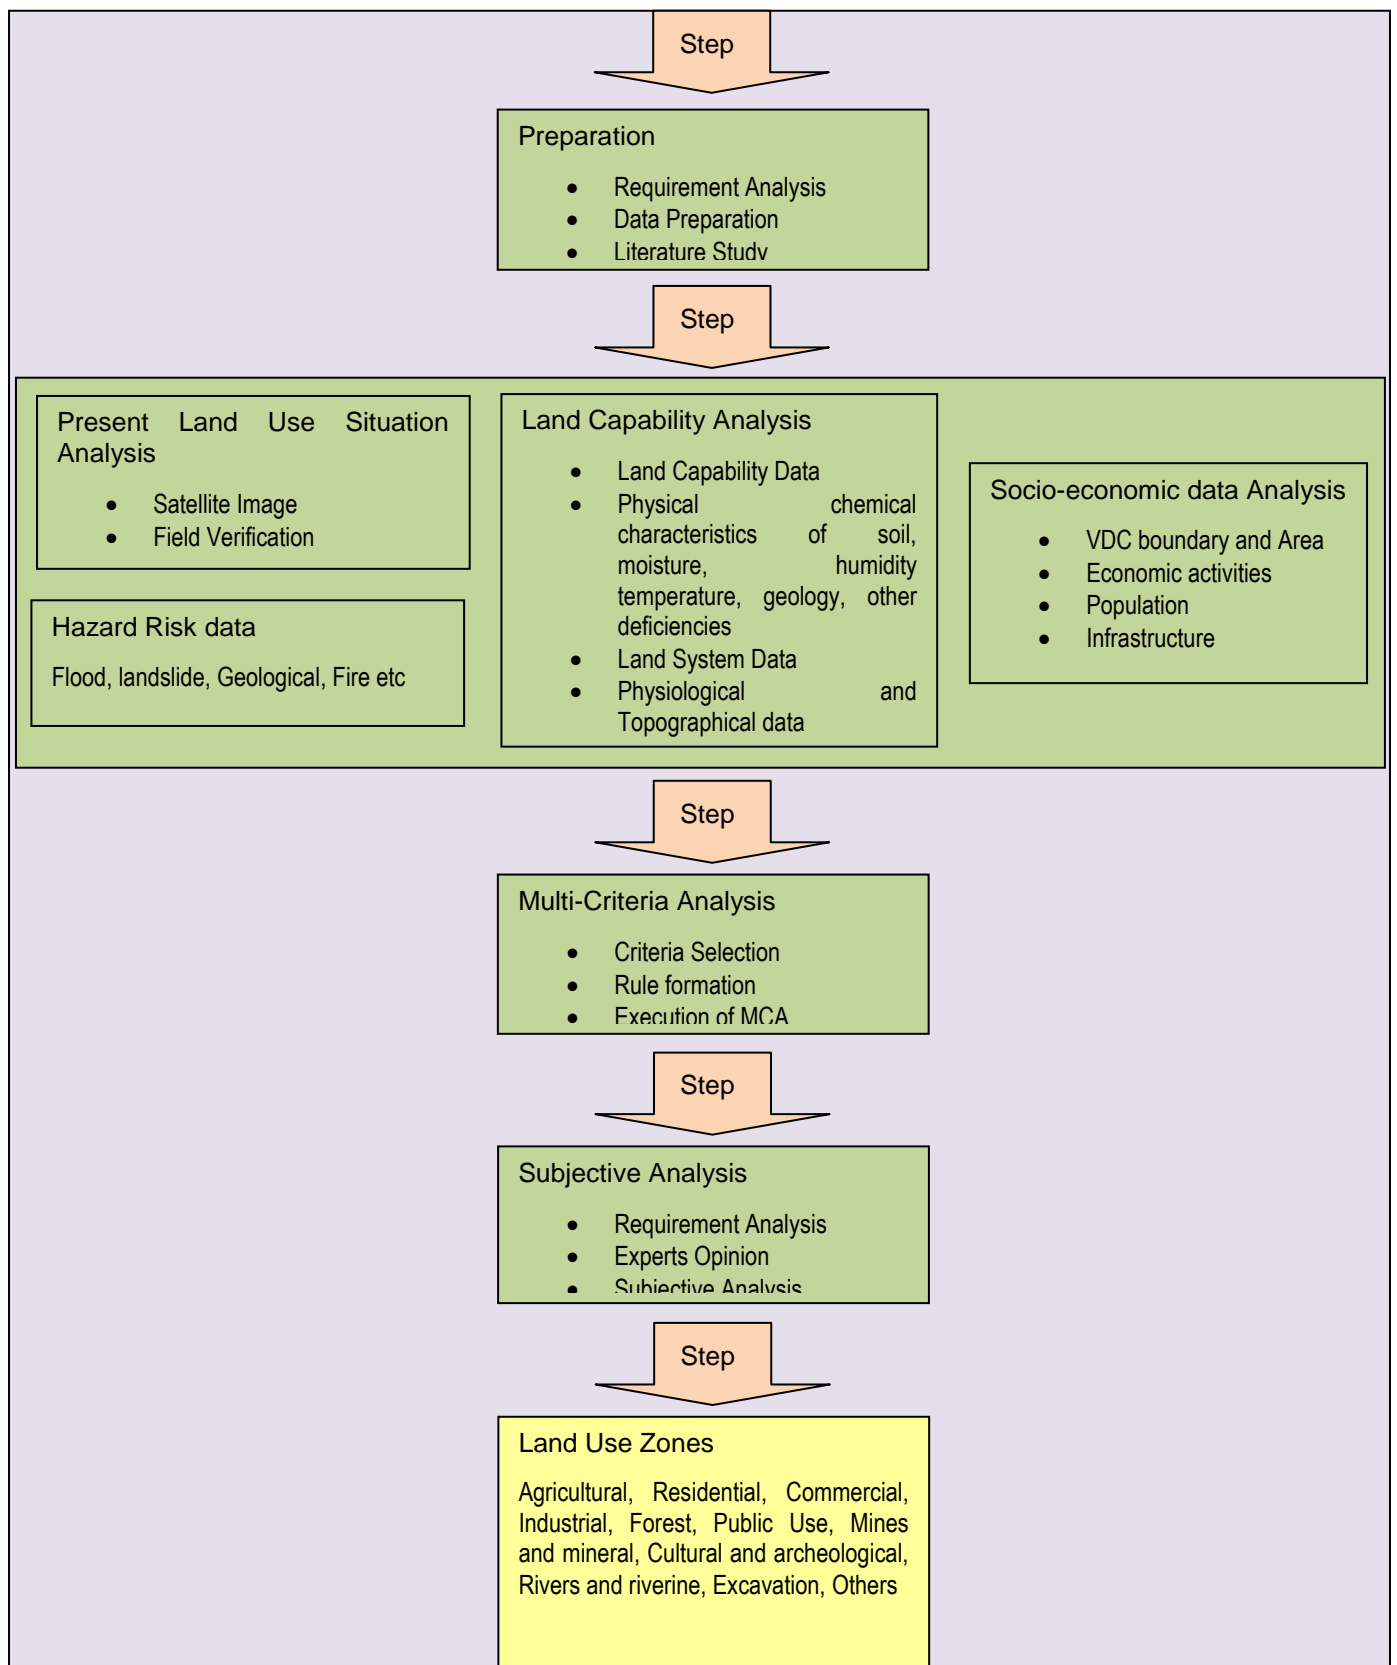 Step
Preparation
• Requirement Analysis
• Data Preparation
• Literature Study
Step
Present Land Use Situation
Analysis
• Satellite Image
• Field Verification
Hazard Risk data
Flood, landslide, Geological, Fire etc
Land Capability Analysis
• Land Capability Data
• Physical chemical
characteristics of soil,
moisture, humidity
temperature, geology, other
deficiencies
• Land System Data
• Physiological and
Topographical data
Socio-economic data Analysis
• VDC boundary and Area
• Economic activities
• Population
• Infrastructure
Step
Multi-Criteria Analysis
• Criteria Selection
• Rule formation
• Execution of MCA
Step
Subjective Analysis
• Requirement Analysis
• Experts Opinion
• Subjective Analysis
Step
Land Use Zones
Agricultural, Residential, Commercial,
Industrial, Forest, Public Use, Mines
and mineral, Cultural and archeological,
Rivers and riverine, Excavation, Others